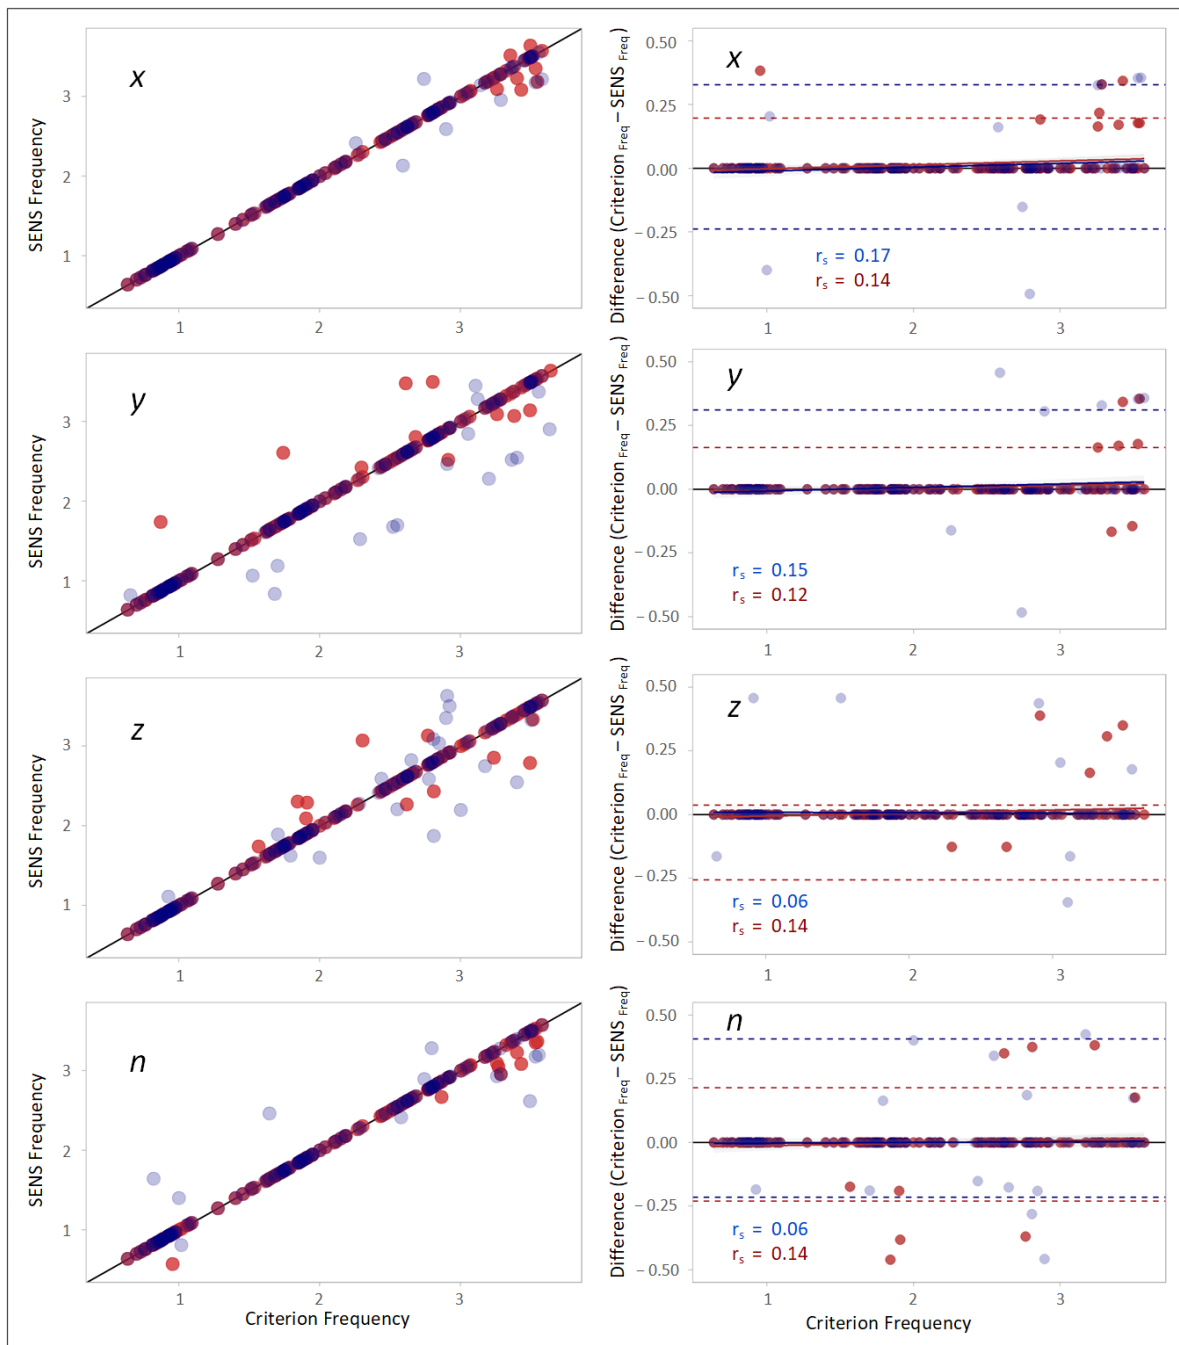 x
3
2
1
1
2
3
SENS Frequency
x
0.50
0.25
0.00
−0.25
−0.50
1
2
3
Difference (Criterion Freq − SENS Freq)
rs = 0.17
rs = 0.14
y
3
2
1
1
2
3
SENS Frequency
y
0.50
0.25
0.00
−0.25
−0.50
1
2
3
Difference (Criterion Freq − SENS Freq)
rs = 0.15
rs = 0.12
z
3
2
1
1
2
3
SENS Frequency
z
0.50
0.25
0.00
−0.25
−0.50
1
2
3
Difference (Criterion Freq − SENS Freq)
rs = 0.06
rs = 0.14
n
3
2
1
1
2
3
SENS Frequency
Criterion Frequency
n
0.50
0.25
0.00
−0.25
−0.50
1
2
3
Difference (Criterion Freq − SENS Freq)
rs = 0.06
rs = 0.14
Criterion Frequency